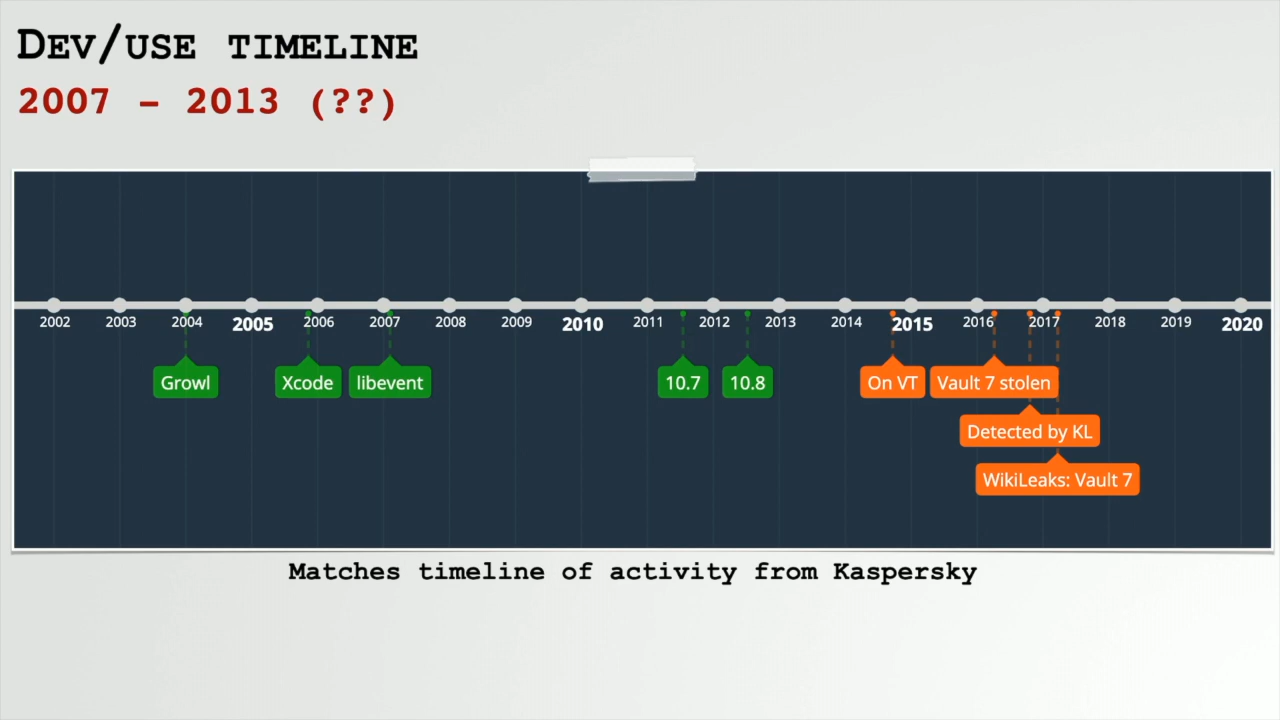 Dev/use timeline
2007 - 2013 (??)
2002 2003 2004 2005 2006 2007 2008 2009 2010 2011 2012 2013 2014 2015 2016 2017 2018 2019 2020
Growl Xcode libevent 10.7 10.8 On VT Vault 7 stolen
Detected by KL
WikiLeaks: Vault 7
Matches timeline of activity from Kaspersky